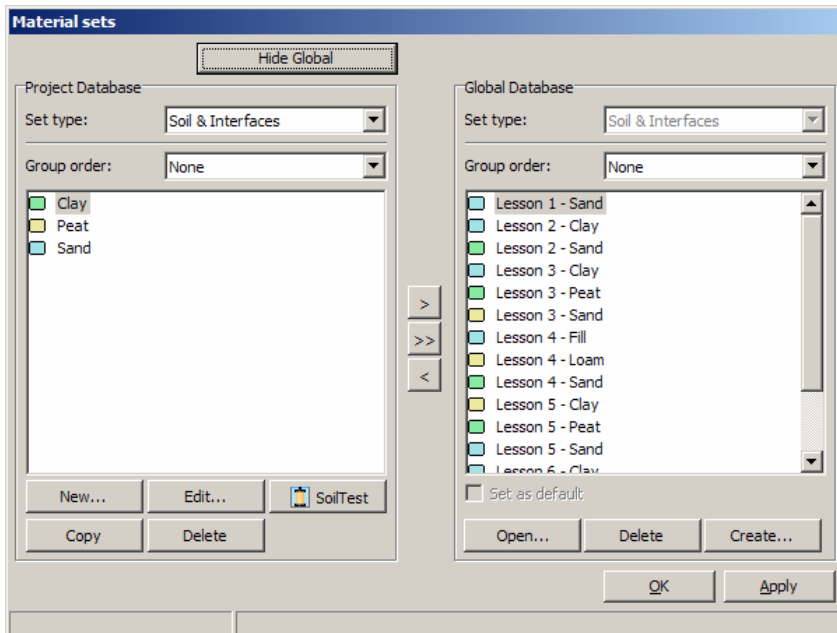 Material sets
Hide Global
Project Database
Set type:
Soil & Interfaces
Group order:
None
Clay
Peat
Sand
New...
Edit...
SoilTest
Copy
Delete
>
>>
<
Global Database
Set type:
Soil & Interfaces
Group order:
None
Lesson 1 - Sand
Lesson 2 - Clay
Lesson 2 - Sand
Lesson 3 - Clay
Lesson 3 - Peat
Lesson 3 - Sand
Lesson 4 - Fill
Lesson 4 - Loam
Lesson 4 - Sand
Lesson 5 - Clay
Lesson 5 - Peat
Lesson 5 - Sand
Lesson 6 - Clay
Set as default
Open...
Delete
Create...
OK
Apply